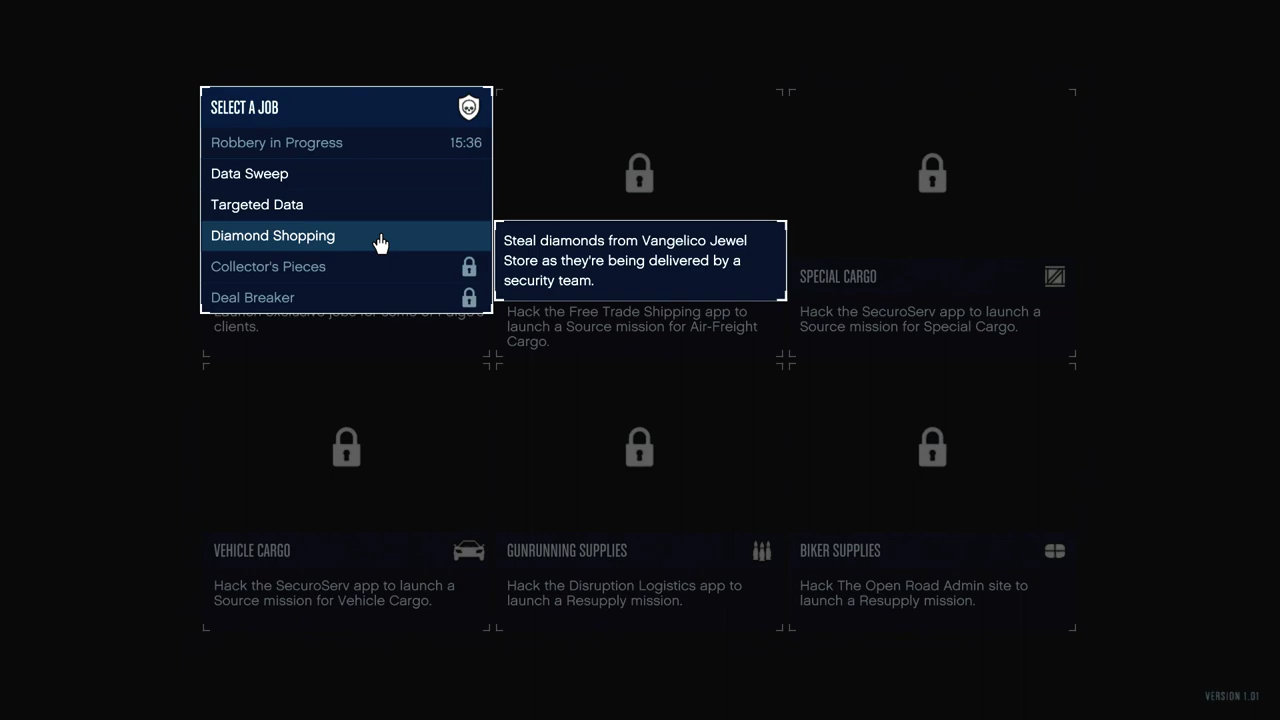 SELECT A JOB
Robbery in Progress 15:36
Data Sweep
Targeted Data
Diamond Shopping
Collector's Pieces
Deal Breaker
clients.
Steal diamonds from Vangelico Jewel
Store as they're being delivered by a
security team.
Hack the Free Trade Shipping app to
launch a Source mission for Air-Freight
Cargo.
SPECIAL CARGO
Hack the SecuroServ app to launch a
Source mission for Special Cargo.
VEHICLE CARGO
Hack the SecuroServ app to launch a
Source mission for Vehicle Cargo.
GUNRUNNING SUPPLIES
Hack the Disruption Logistics app to
launch a Resupply mission.
BIKER SUPPLIES
Hack The Open Road Admin site to
launch a Resupply mission.
VERSION 1.01